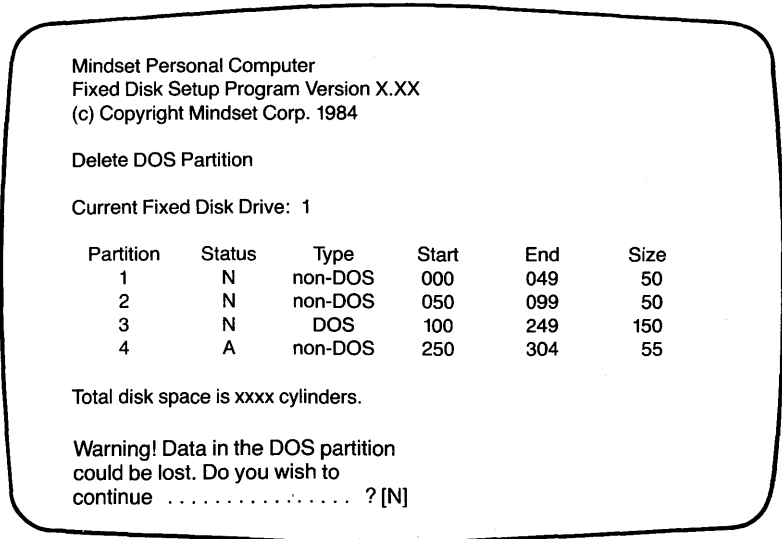 Mindset Personal Computer
Fixed Disk Setup Program Version X.XX
(c) Copyright Mindset Corp. 1984
Delete DOS Partition
Current Fixed Disk Drive: 1
Partition Status Type Start End Size
1 N non-DOS 000 049 50
2 N non-DOS 050 099 50
3 N DOS 100 249 150
4 A non-DOS 250 304 55
Total disk space is xxxx cylinders.
Warning! Data in the DOS partition
could be lost. Do you wish to
continue . . . . . . . . . . . . . . . . ? [N]